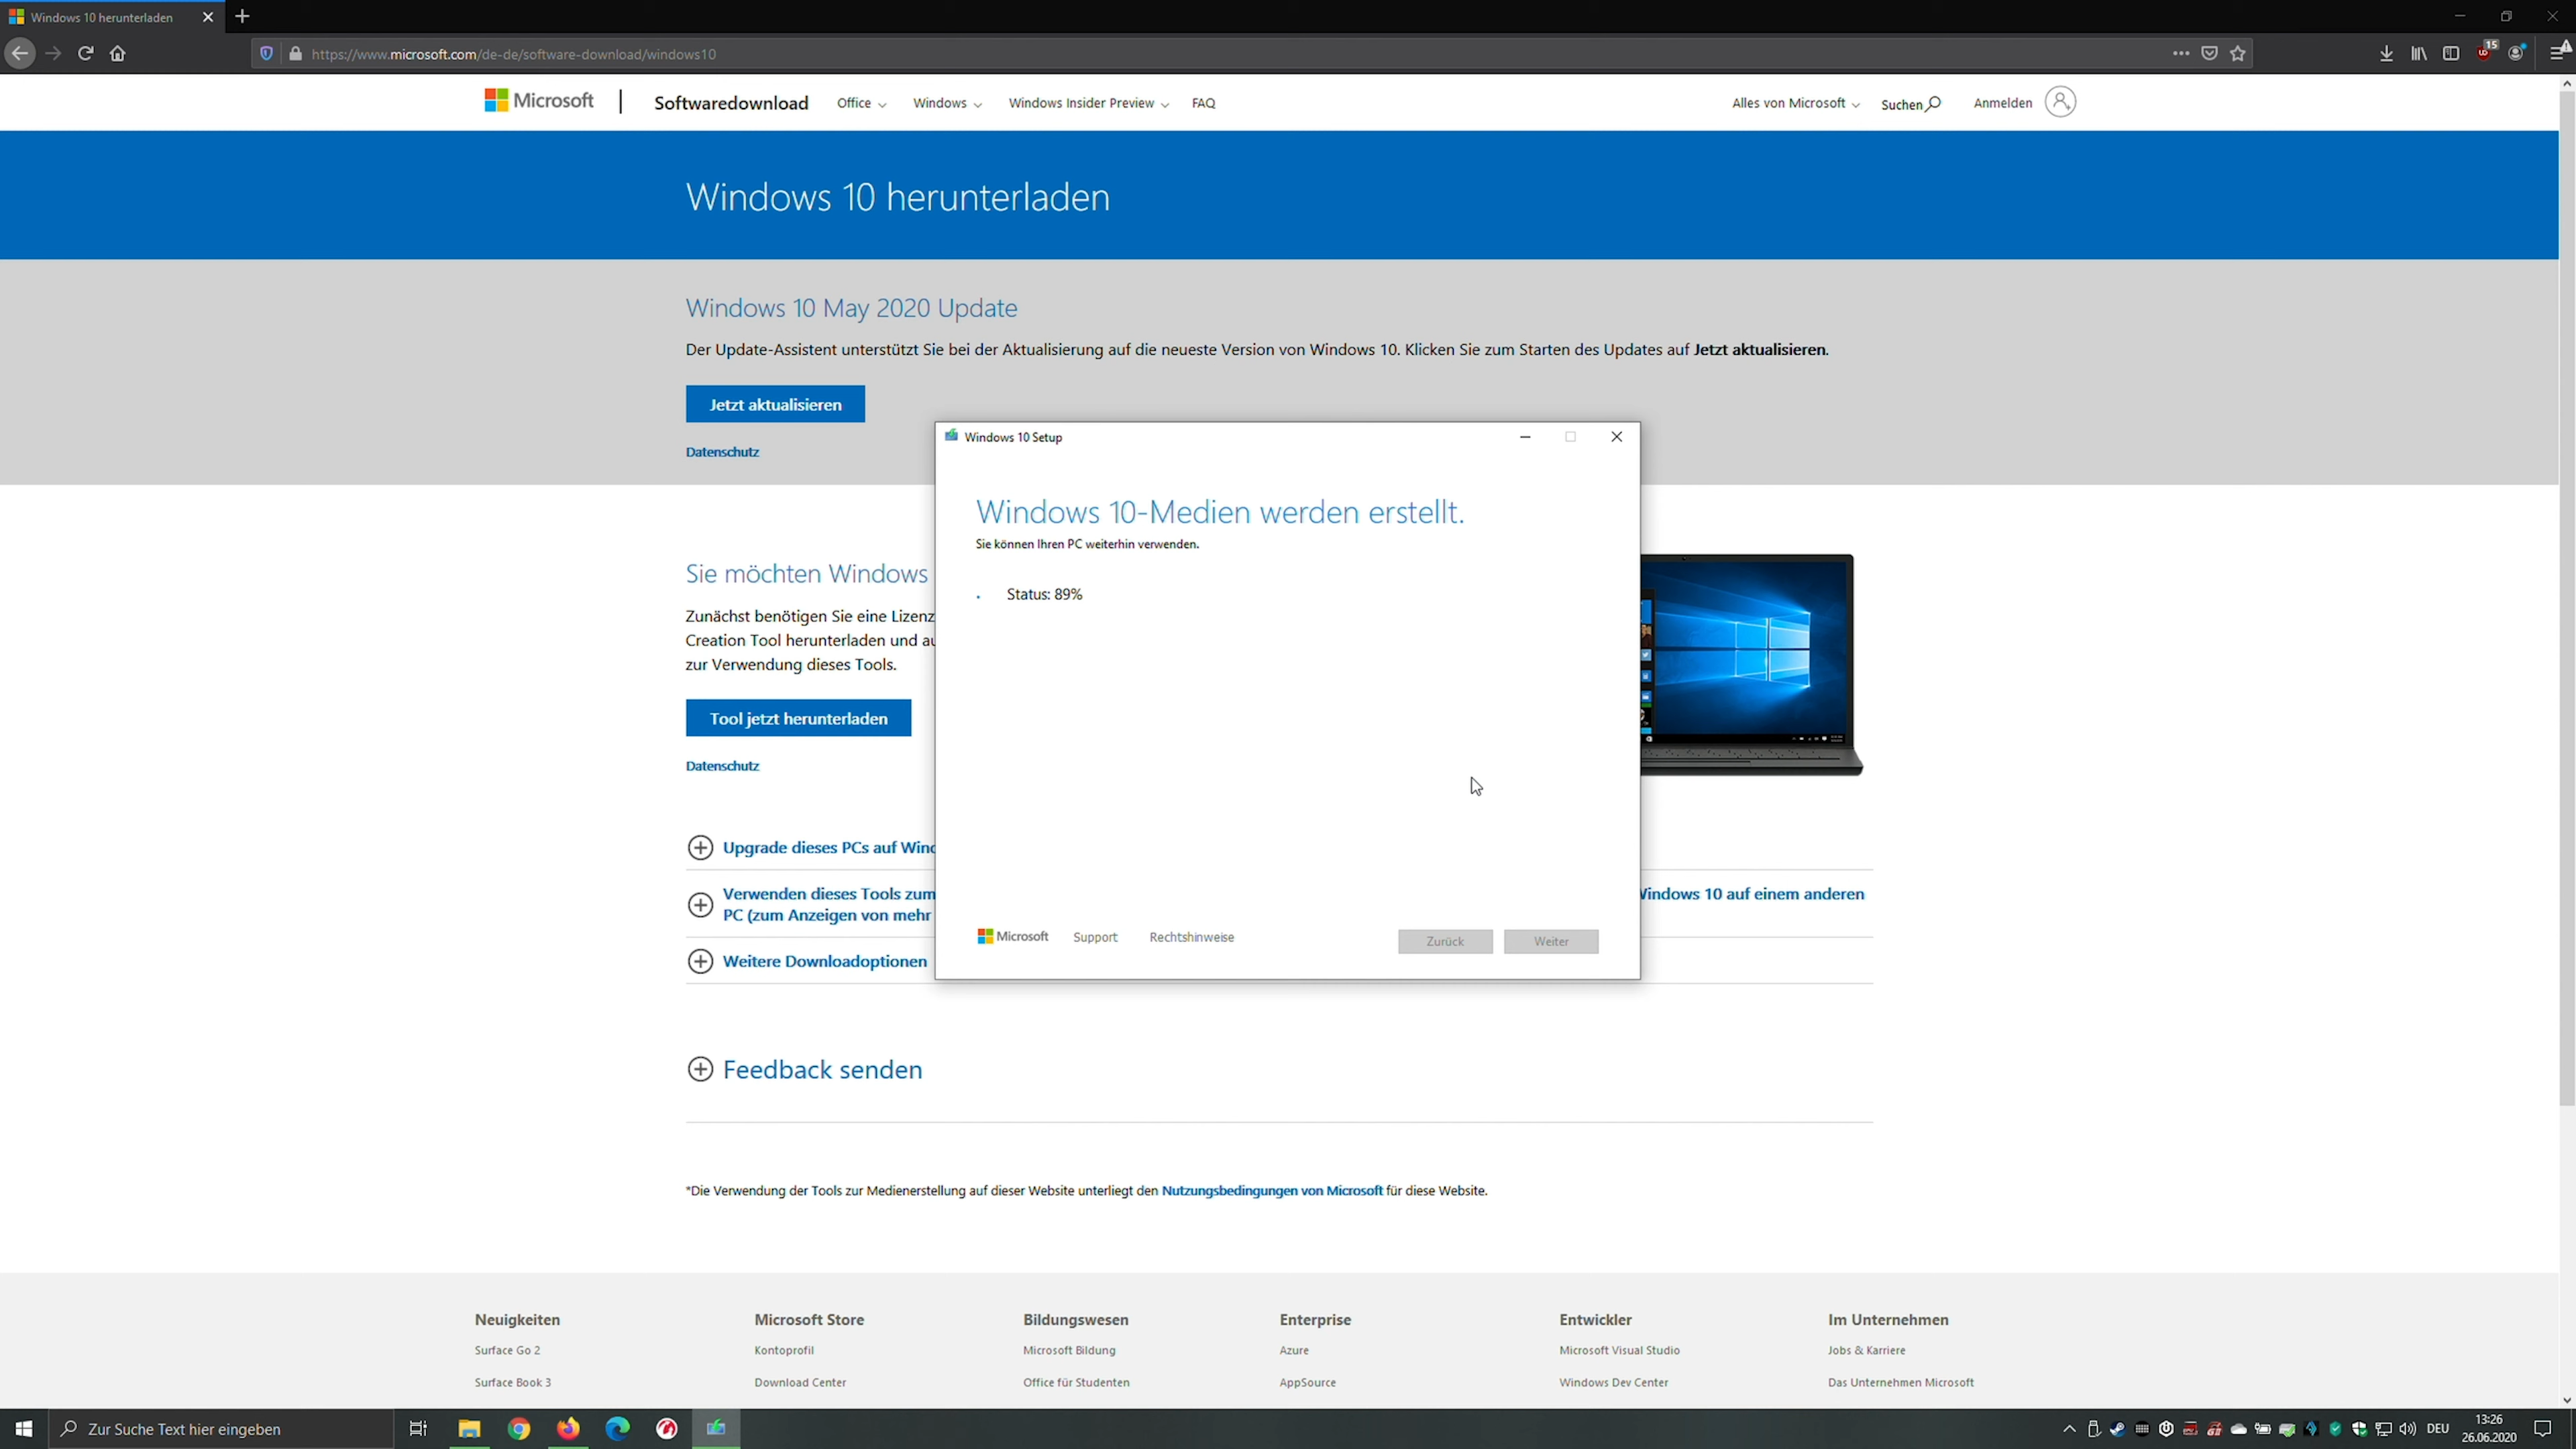 Windows 10 herunterladen
https://www.microsoft.com/de-de/software-download/windows10
15
Microsoft
Softwaredownload
Office
Windows
Windows Insider Preview
FAQ
Alles von Microsoft
Suchen
Anmelden
Windows 10 herunterladen
Windows 10 May 2020 Update
Der Update-Assistent unterstützt Sie bei der Aktualisierung auf die neueste Version von Windows 10. Klicken Sie zum Starten des Updates auf Jetzt aktualisieren.
Jetzt aktualisieren
Datenschutz
Windows 10 Setup
Windows 10-Medien werden erstellt.
Sie können Ihren PC weiterhin verwenden.
Status: 89%
Microsoft
Support
Rechtshinweise
Zurück
Weiter
Sie möchten Windows
Zunächst benötigen Sie eine Lizenz
Creation Tool herunterladen und
zur Verwendung dieses Tools.
Tool jetzt herunterladen
Datenschutz
Upgrade dieses PCs auf
Verwenden dieses Tools zum
Windows 10 auf einem anderen
PC (zum Anzeigen von mehr
Weitere Downloadoptionen
Feedback senden
*Die Verwendung der Tools zur Medienerstellung auf dieser Website unterliegt den Nutzungsbedingungen von Microsoft für diese Website.
Neuigkeiten
Microsoft Store
Bildungswesen
Enterprise
Entwickler
Im Unternehmen
Surface Go 2
Kontoprofil
Microsoft Bildung
Azure
Microsoft Visual Studio
Jobs & Karriere
Surface Book 3
Download Center
Office für Studenten
AppSource
Windows Dev Center
Das Unternehmen Microsoft
Zur Suche Text hier eingeben
DEU
13:26
26.06.2020